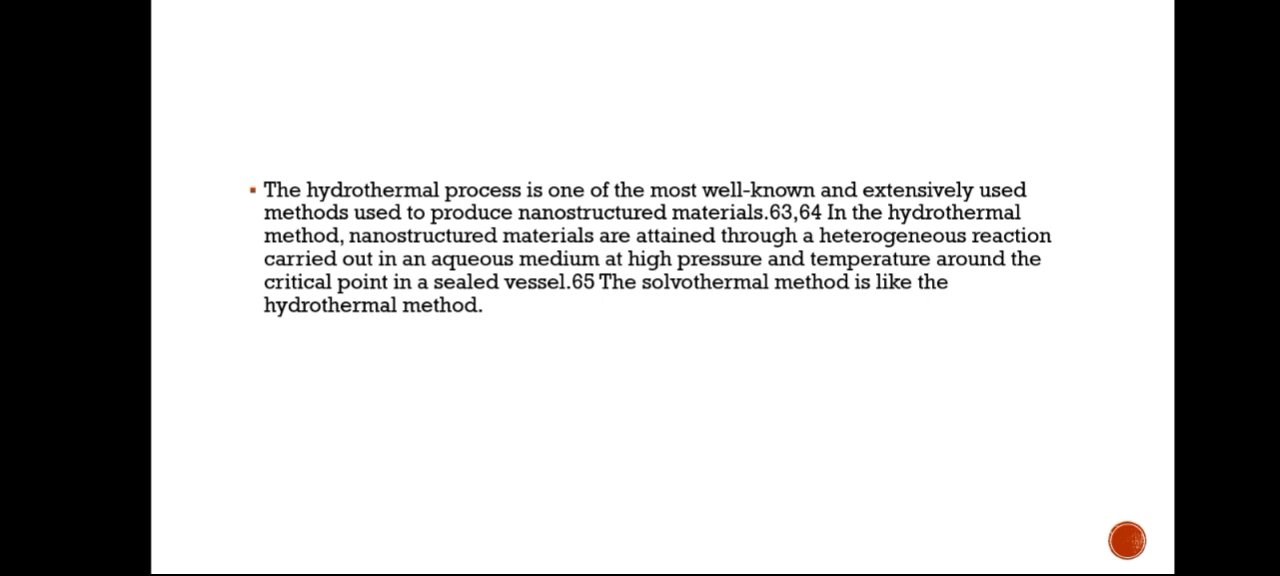 ▪ The hydrothermal process is one of the most well-known and extensively used
methods used to produce nanostructured materials.63,64 In the hydrothermal
method, nanostructured materials are attained through a heterogeneous reaction
carried out in an aqueous medium at high pressure and temperature around the
critical point in a sealed vessel.65 The solvothermal method is like the
hydrothermal method.